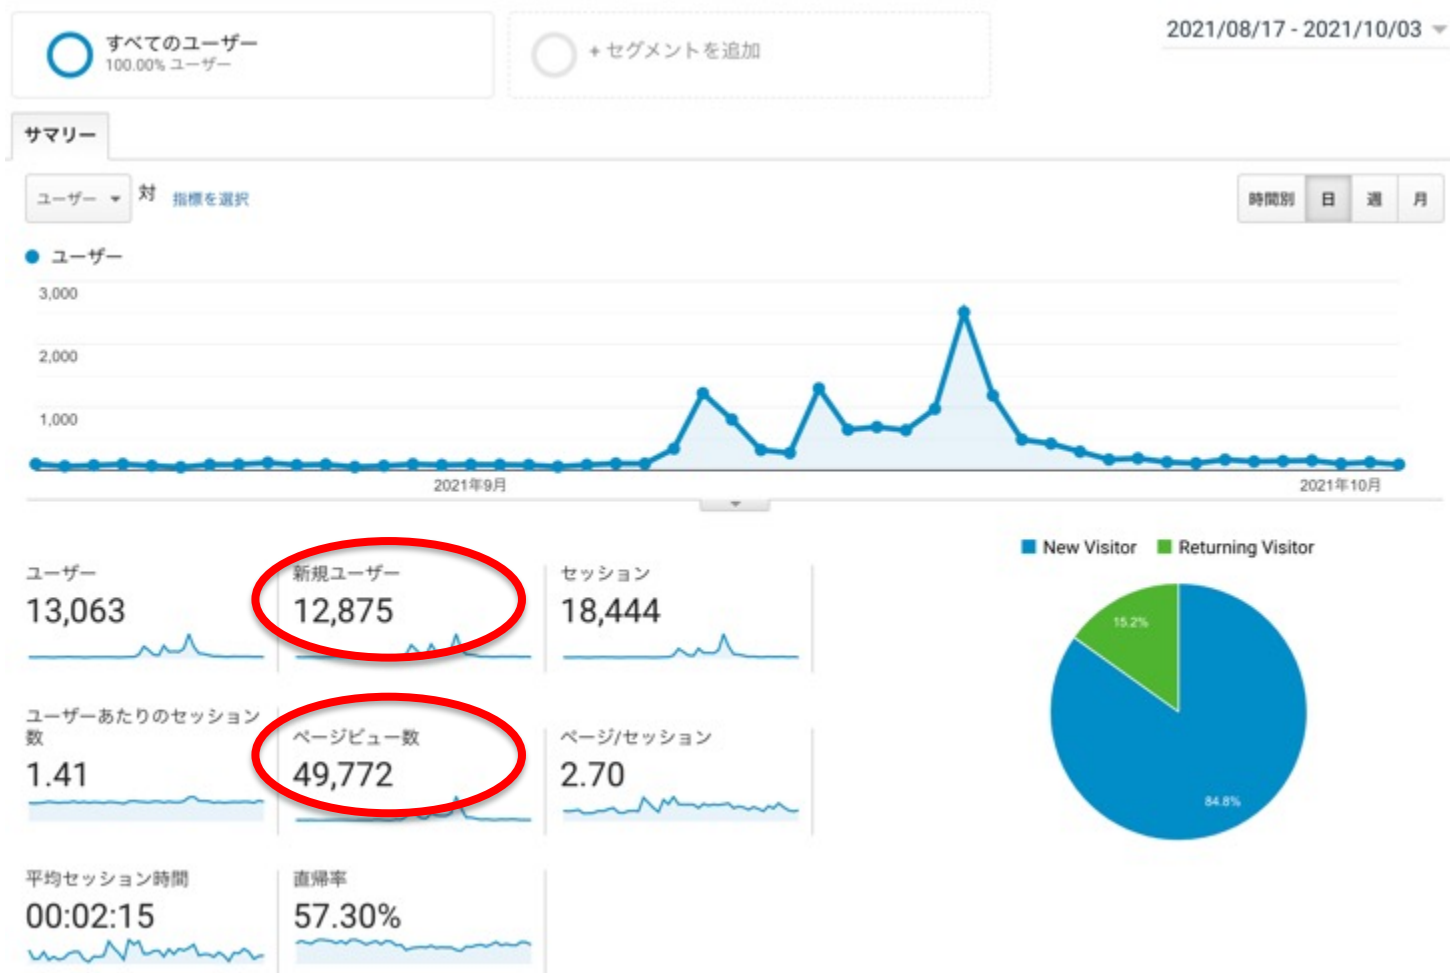 すべてのユーザー
100.00% ユーザー
+ セグメントを追加
2021/08/17 - 2021/10/03
サマリー
ユーザー
対
指標を選択
時間別
日
週
月
ユーザー
3,000
2,000
1,000
2021年9月
2021年10月
ユーザー
13,063
新規ユーザー
12,875
セッション
18,444
New Visitor
Returning Visitor
15.2%
84.8%
ユーザーあたりのセッション
数
1.41
ページビュー数
49,772
ページ/セッション
2.70
平均セッション時間
00:02:15
直帰率
57.30%